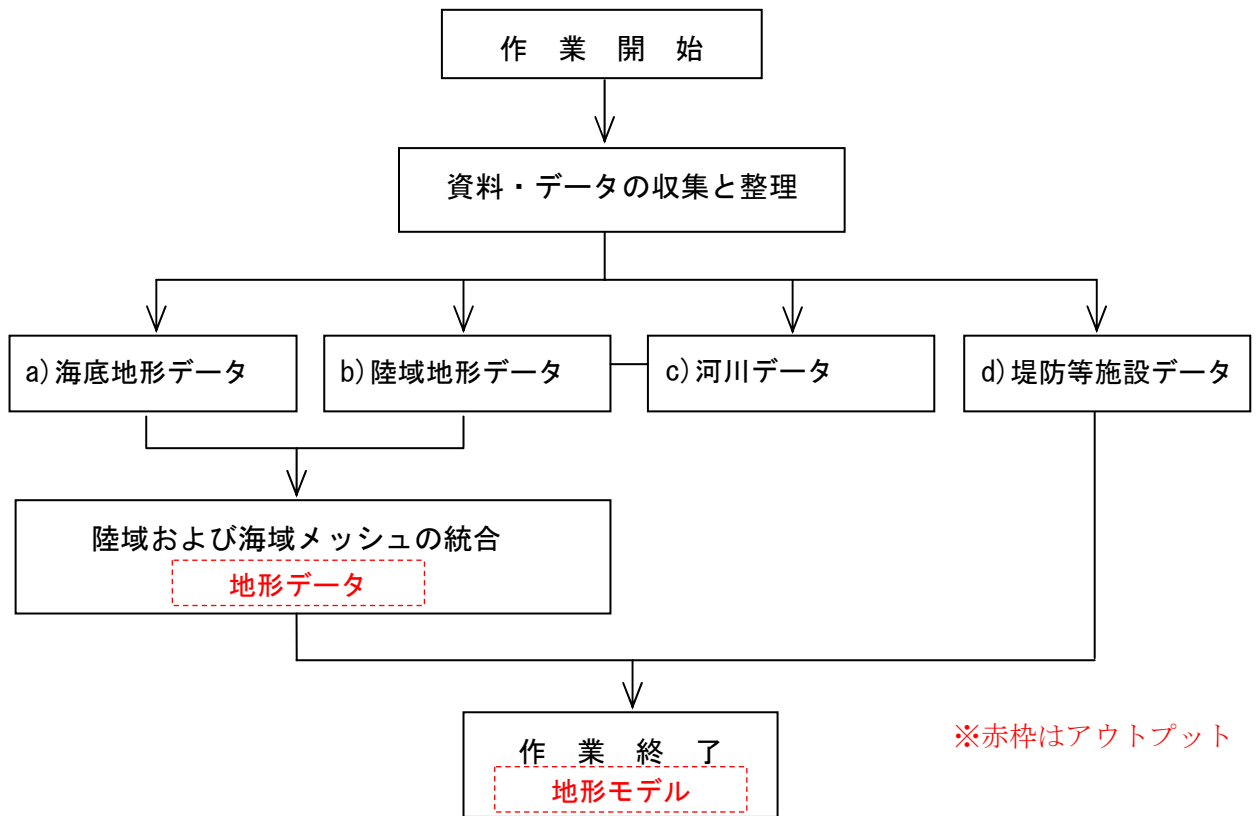 作 業 開 始
資料・データの収集と整理
a)海底地形データ
b)陸域地形データ
c)河川データ
d)堤防等施設データ
陸域および海域メッシュの統合
地形データ
作 業 終 了
地形モデル
※赤枠はアウトプット